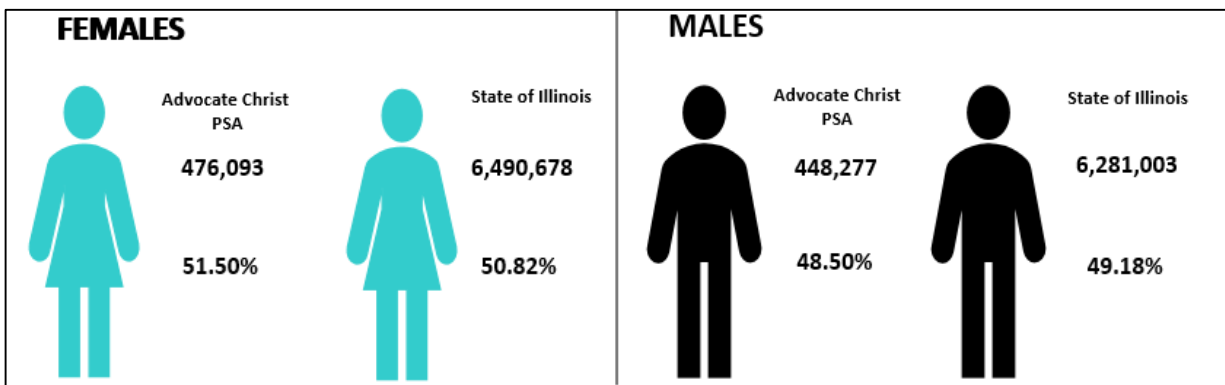 FEMALES
Advocate Christ
PSA
476,093
51.50%
State of Illinois
6,490,678
50.82%
MALES
Advocate Christ
PSA
448,277
48.50%
State of Illinois
6,281,003
49.18%